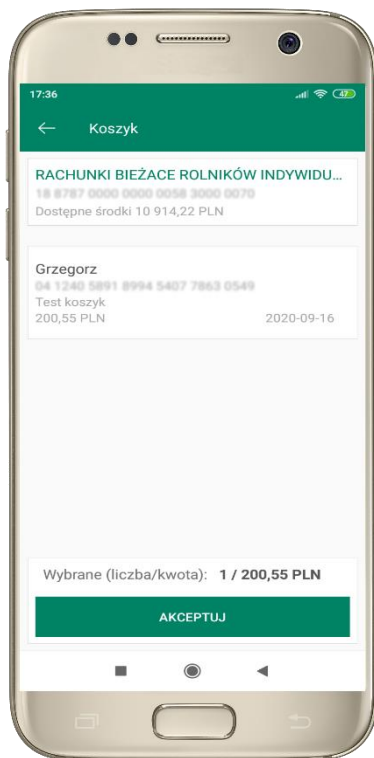 17:36
47
Koszyk
RACHUNKI BIEŻACE ROLNIKÓW INDYWIDU...
18 8787 0000 0000 0058 3000 0070
Dostępne środki 10 914,22 PLN
Grzegorz
04 1240 5891 8994 5407 7863 0549
Test koszyk
200,55 PLN 2020-09-16
Wybrane (liczba/kwota): 1 / 200,55 PLN
AKCEPTUJ